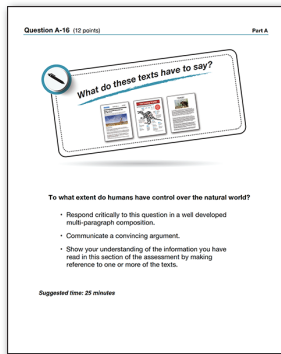 Question A-16 (12 points)
Part A
What do these texts have to say?
To what extent do humans have control over the natural world?
• Respond critically to this question in a well developed
multi-paragraph composition.
• Communicate a convincing argument.
• Show your understanding of the information you have
read in this section of the assessment by making
reference to one or more of the texts.
Suggested time: 25 minutes